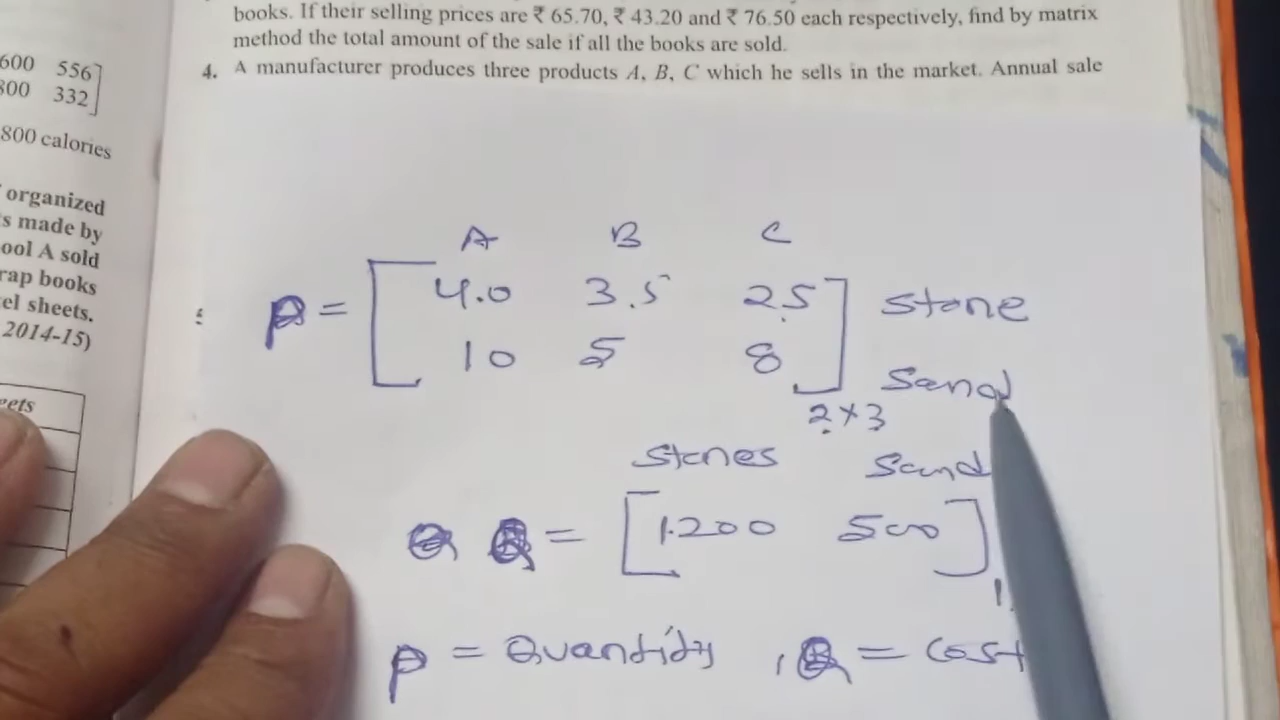 books. If their selling prices are ₹ 65.70, ₹ 43.20 and ₹ 76.50 each respectively, find by matrix
method the total amount of the sale if all the books are sold.
4. A manufacturer produces three products A, B, C which he sells in the market. Annual sale
600 556
800 332
800 calories
organized
s made by
ool A sold
rap books
el sheets.
2014-15)
eets
A B C
P = [ 4.0 3.5 2.5 ] Stone
10 5 8 Sand
2×3
Stones Sand
Q = [1200 500]
P = Quantity , Q = Cost